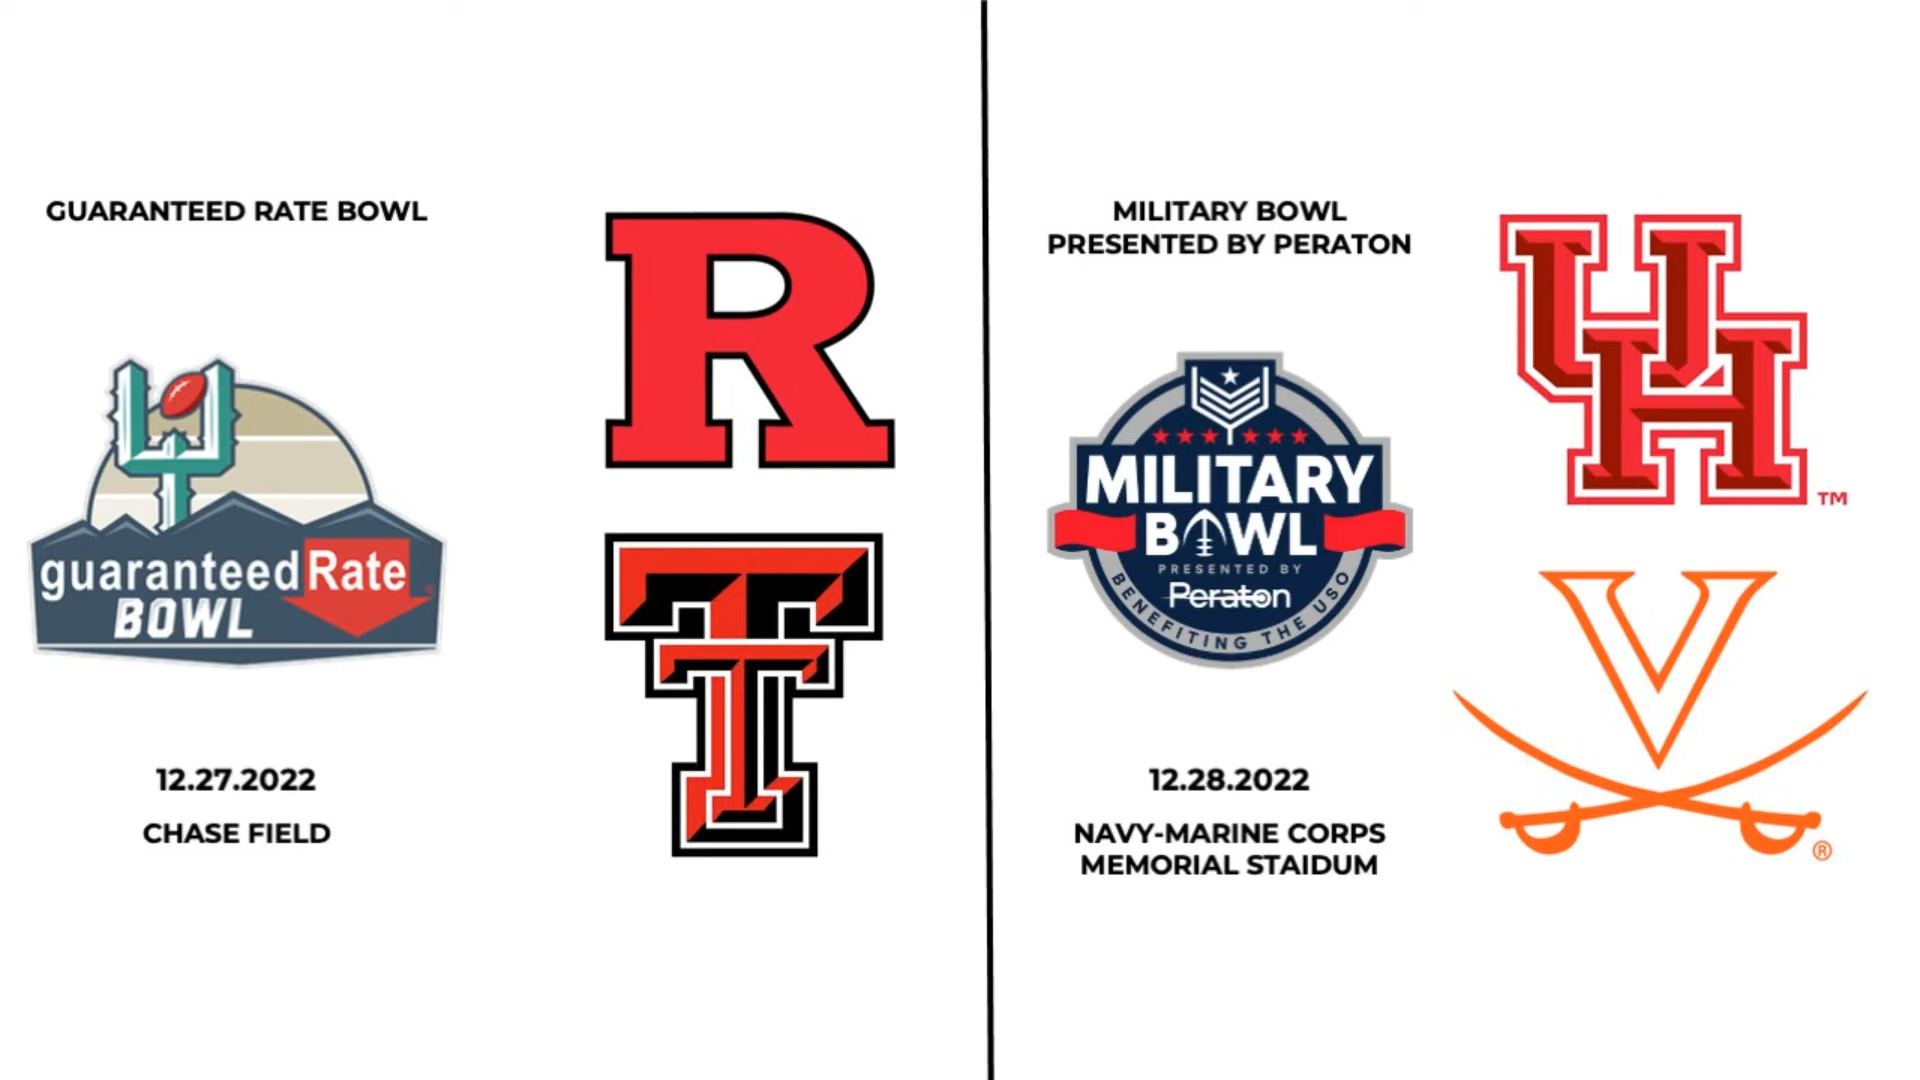 GUARANTEED RATE BOWL
guaranteed Rate
BOWL
12.27.2022
CHASE FIELD
R
T
T
MILITARY BOWL
PRESENTED BY PERATON
MILITARY
BOWL
PRESENTED BY
Peraton
BENEFITING THE USO
12.28.2022
NAVY-MARINE CORPS
MEMORIAL STAIDUM
UH
TM
V
®